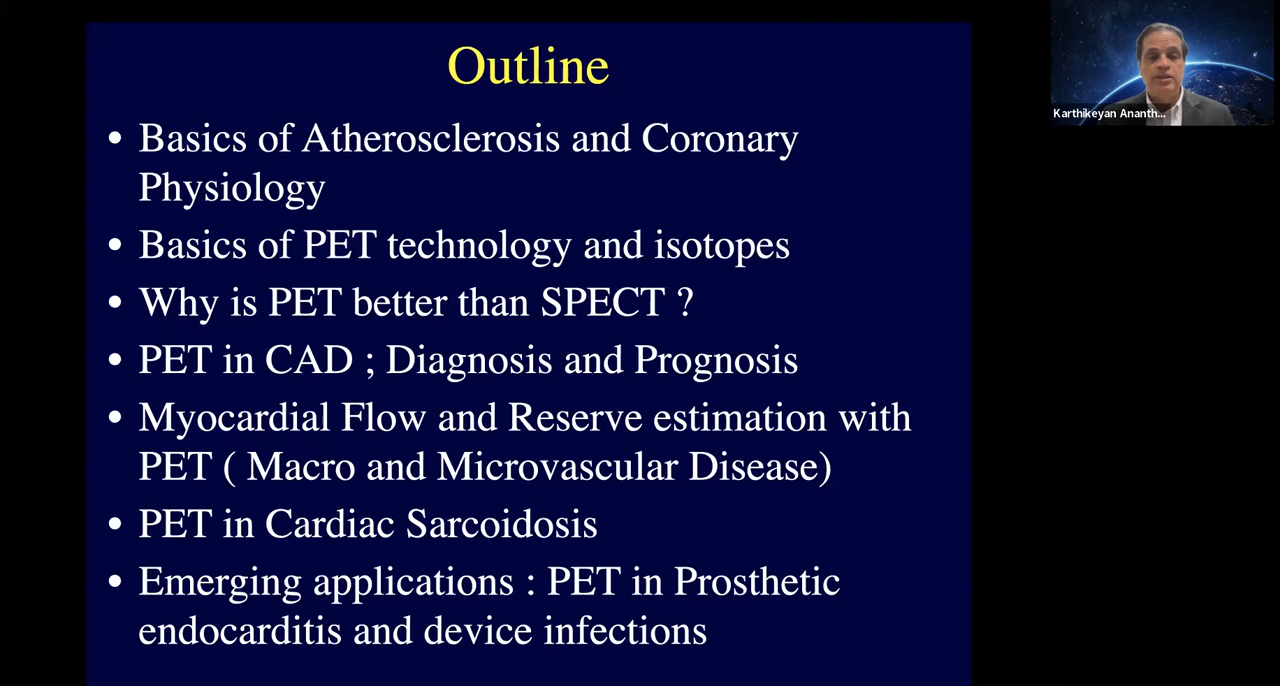 Outline
• Basics of Atherosclerosis and Coronary
Physiology
• Basics of PET technology and isotopes
• Why is PET better than SPECT ?
• PET in CAD ; Diagnosis and Prognosis
• Myocardial Flow and Reserve estimation with
PET ( Macro and Microvascular Disease)
• PET in Cardiac Sarcoidosis
• Emerging applications : PET in Prosthetic
endocarditis and device infections
Karthikeyan Ananth...